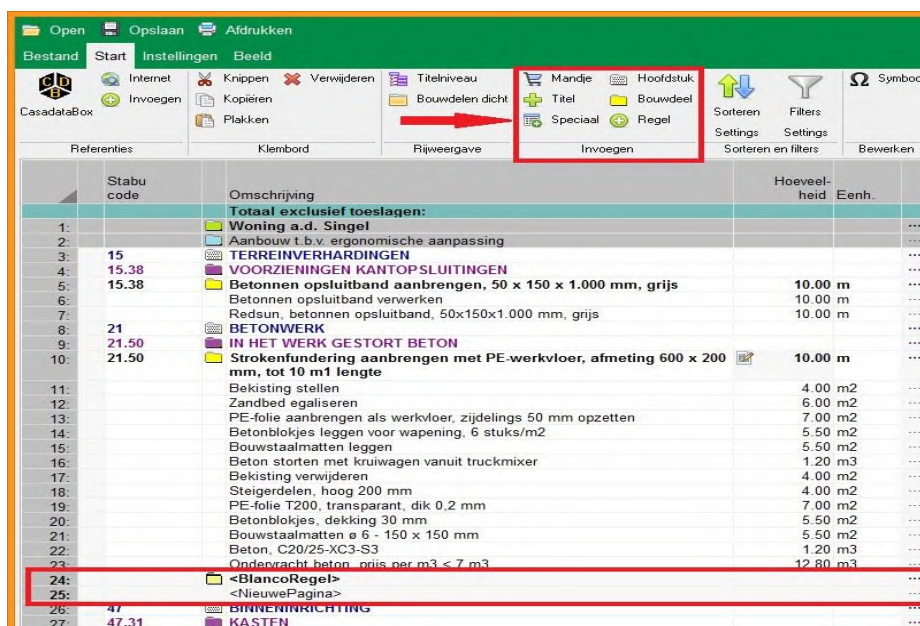 Open Opslaan Afdrukken
Bestand Start Instellingen Beeld
CasadataBox Internet Invoegen Referenties
Knippen Verwijderen Kopiëren Plakken Klembord
Titelniveau Bouwdelen dicht Rijweergave
Mandje Hoofdstuk Titel Bouwdeel Speciaal Regel Invoegen
Sorteren Settings Filters Settings Sorteren en filters
Ω Bewerken
Stabu code Omschrijving Hoeveel-heid Eenh.
Totaal exclusief toeslagen:
1: Woning a.d. Singel ...
2: Aanbouw t.b.v. ergonomische aanpassing ...
3: 15 TERREINVERHARDINGEN ...
4: 15.38 VOORZIENINGEN KANTOPSLUITINGEN ...
5: 15.38 Betonnen opsluitband aanbrengen, 50 x 150 x 1.000 mm, grijs 10.00 m ...
6: Betonnen opsluitband verwerken 10.00 m ...
7: Redsun, betonnen opsluitband, 50x150x1.000 mm, grijs 10.00 m ...
8: 21 BETONWERK ...
9: 21.50 IN HET WERK GESTORT BETON ...
10: 21.50 Strokenfundering aanbrengen met PE-werkvloer, afmeting 600 x 200 10.00 m ...
mm, tot 10 m1 lengte
11: Bekisting stellen 4.00 m2 ...
12: Zandbed egaliseren 6.00 m2 ...
13: PE-folie aanbrengen als werkvloer, zijdelings 50 mm opzetten 7.00 m2 ...
14: Betonblokjes leggen voor wapening, 6 stuks/m2 5.50 m2 ...
15: Bouwstaalmatten leggen 5.50 m2 ...
16: Beton storten met kruiwagen vanuit truckmixer 1.20 m3 ...
17: Bekisting verwijderen 4.00 m2 ...
18: Steigerdelen, hoog 200 mm 4.00 m2 ...
19: PE-folie T200, transparant, dik 0,2 mm 7.00 m2 ...
20: Betonblokjes, dekking 30 mm 5.50 m2 ...
21: Bouwstaalmatten ø 6 - 150 x 150 mm 5.50 m2 ...
22: Beton, C20/25-XC3-S3 1.20 m3 ...
23: Ondervracht beton, prijs per m3 < 7 m3 12.80 m3 ...
24: <BlancoRegel> ...
25: <NieuwePagina> ...
26: 47 BINNENINRICHTING ...
27: 47.31 KASTEN ...